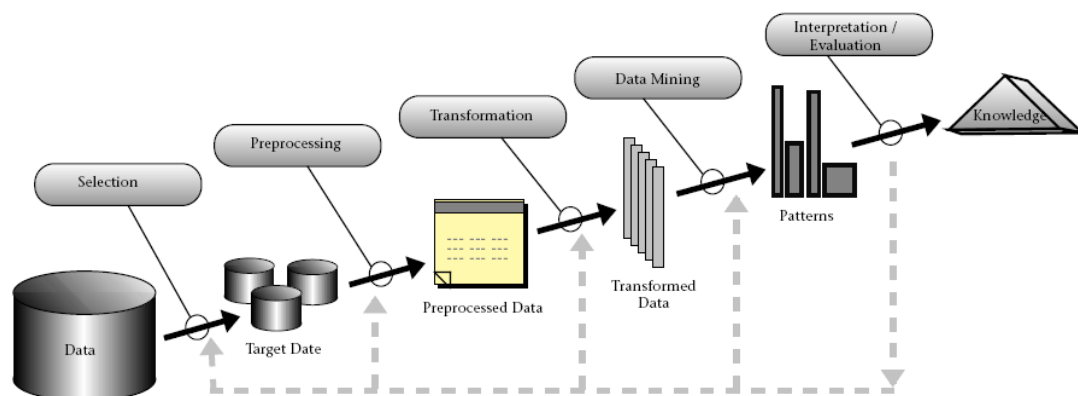 Interpretation /
Evaluation
Data Mining
Transformation
Preprocessing
Selection
Knowledge
Patterns
Transformed
Data
Preprocessed Data
Target Date
Data